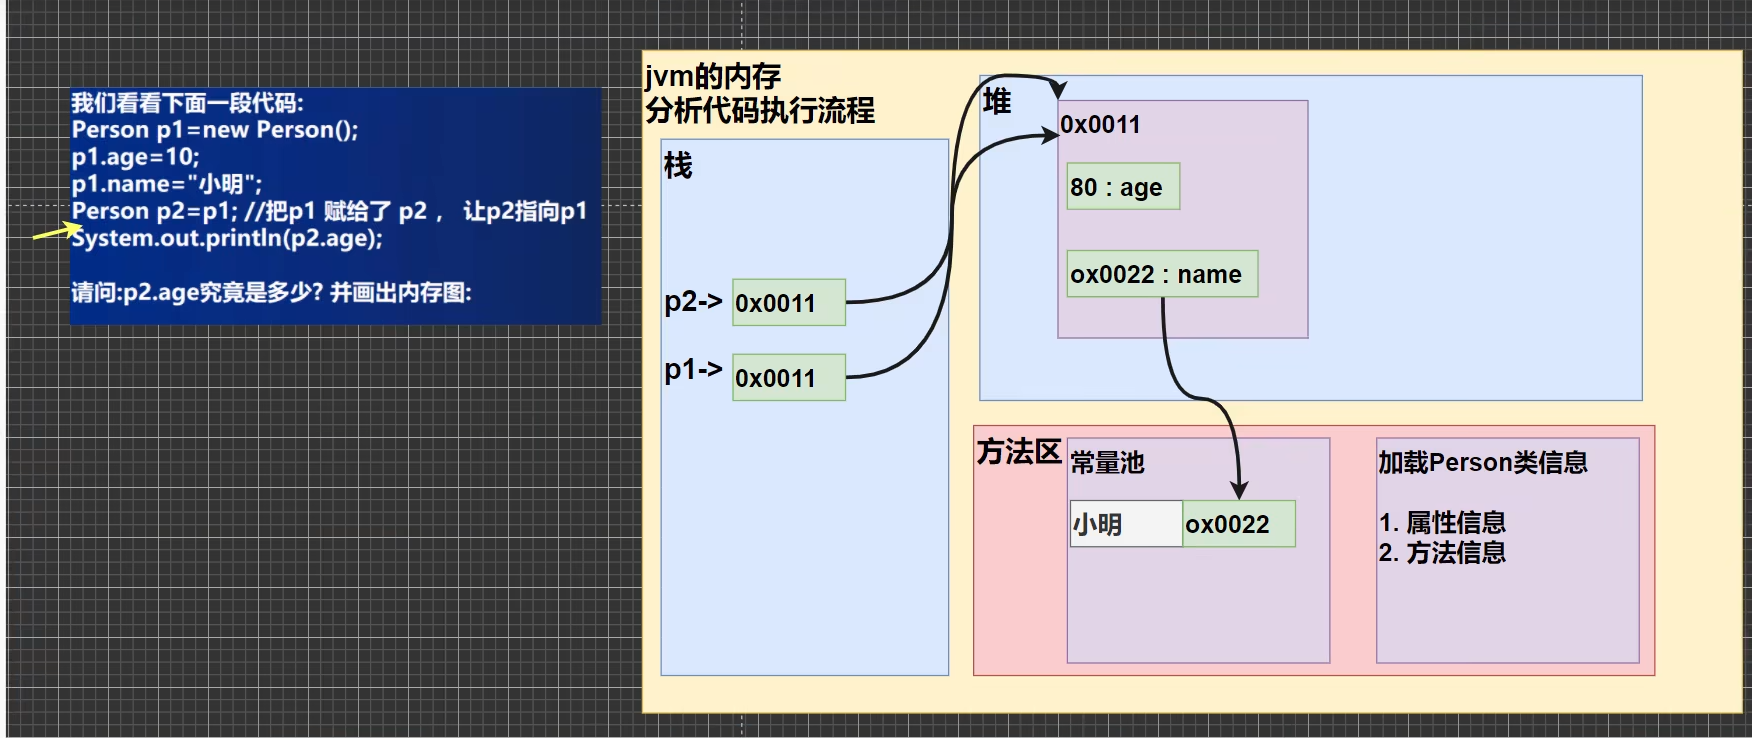 我们看看下面一段代码:
Person p1=new Person();
p1.age=10;
p1.name="小明";
Person p2=p1; //把p1 赋给了 p2 ， 让p2指向p1
System.out.println(p2.age);
请问:p2.age究竟是多少? 并画出内存图:
jvm的内存
分析代码执行流程
栈
p2->
0x0011
p1->
0x0011
堆
0x0011
80 : age
ox0022 : name
方法区
常量池
小明
ox0022
加载Person类信息
1. 属性信息
2. 方法信息